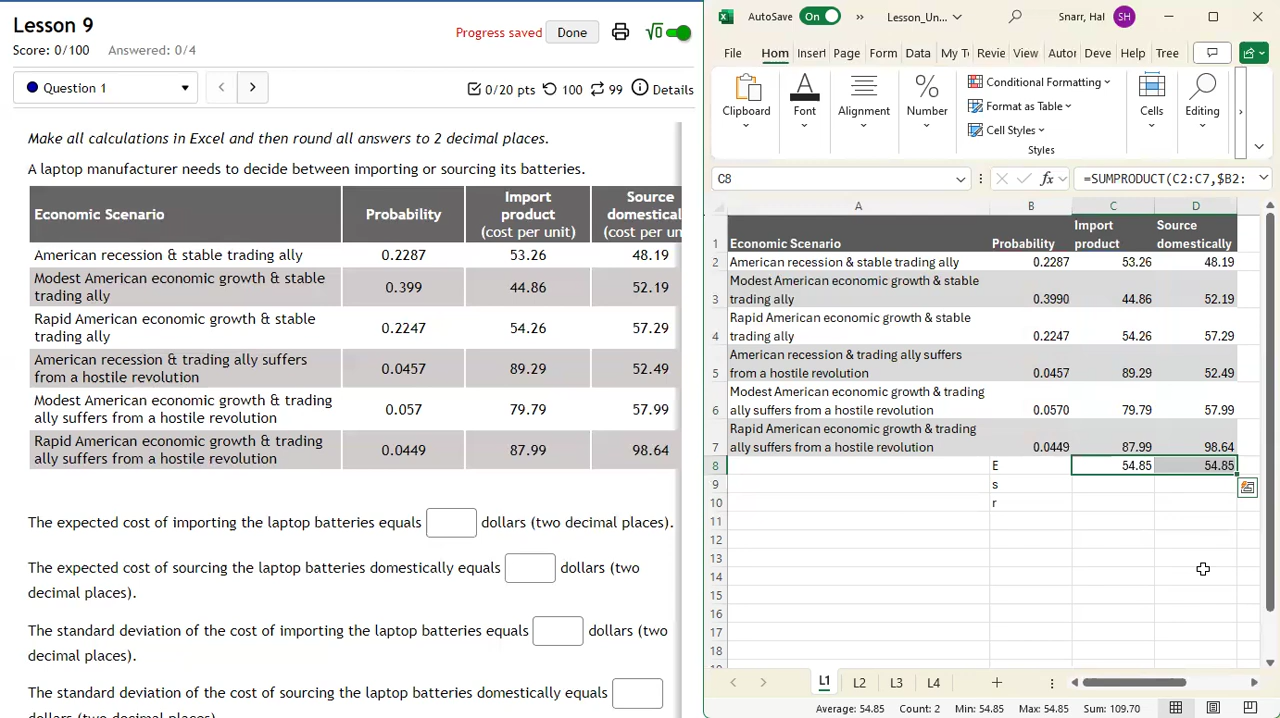 Lesson 9
Score: 0/100 Answered: 0/4
Progress saved Done √0
Question 1
0/20 pts 100 99 Details
Make all calculations in Excel and then round all answers to 2 decimal places.
A laptop manufacturer needs to decide between importing or sourcing its batteries.
Economic Scenario Probability Import product (cost per unit) Source domestical (cost per un
American recession & stable trading ally 0.2287 53.26 48.19
Modest American economic growth & stable
trading ally 0.399 44.86 52.19
Rapid American economic growth & stable
trading ally 0.2247 54.26 57.29
American recession & trading ally suffers
from a hostile revolution 0.0457 89.29 52.49
Modest American economic growth & trading
ally suffers from a hostile revolution 0.057 79.79 57.99
Rapid American economic growth & trading
ally suffers from a hostile revolution 0.0449 87.99 98.64
The expected cost of importing the laptop batteries equals dollars (two decimal places).
The expected cost of sourcing the laptop batteries domestically equals dollars (two
decimal places).
The standard deviation of the cost of importing the laptop batteries equals dollars (two
decimal places).
The standard deviation of the cost of sourcing the laptop batteries domestically equals
dollars (two decimal places).
AutoSave On » Lesson_Un... Snarr, Hal SH
File Hom Insert Page Form Data My T Revie View Autor Deve Help Tree
Clipboard Font Alignment Number Conditional Formatting Format as Table Cell Styles Styles Cells Editing
C8 fx =SUMPRODUCT(C2:C7,$B2:
A B C D
1 Economic Scenario Probability Import product Source domestically
2 American recession & stable trading ally 0.2287 53.26 48.19
Modest American economic growth & stable
3 trading ally 0.3990 44.86 52.19
Rapid American economic growth & stable
4 trading ally 0.2247 54.26 57.29
American recession & trading ally suffers
5 from a hostile revolution 0.0457 89.29 52.49
Modest American economic growth & trading
6 ally suffers from a hostile revolution 0.0570 79.79 57.99
Rapid American economic growth & trading
7 ally suffers from a hostile revolution 0.0449 87.99 98.64
8 E 54.85 54.85
9 s
10 r
11
12
13
14
15
16
17
18
L1 L2 L3 L4
Average: 54.85 Count: 2 Min: 54.85 Max: 54.85 Sum: 109.70